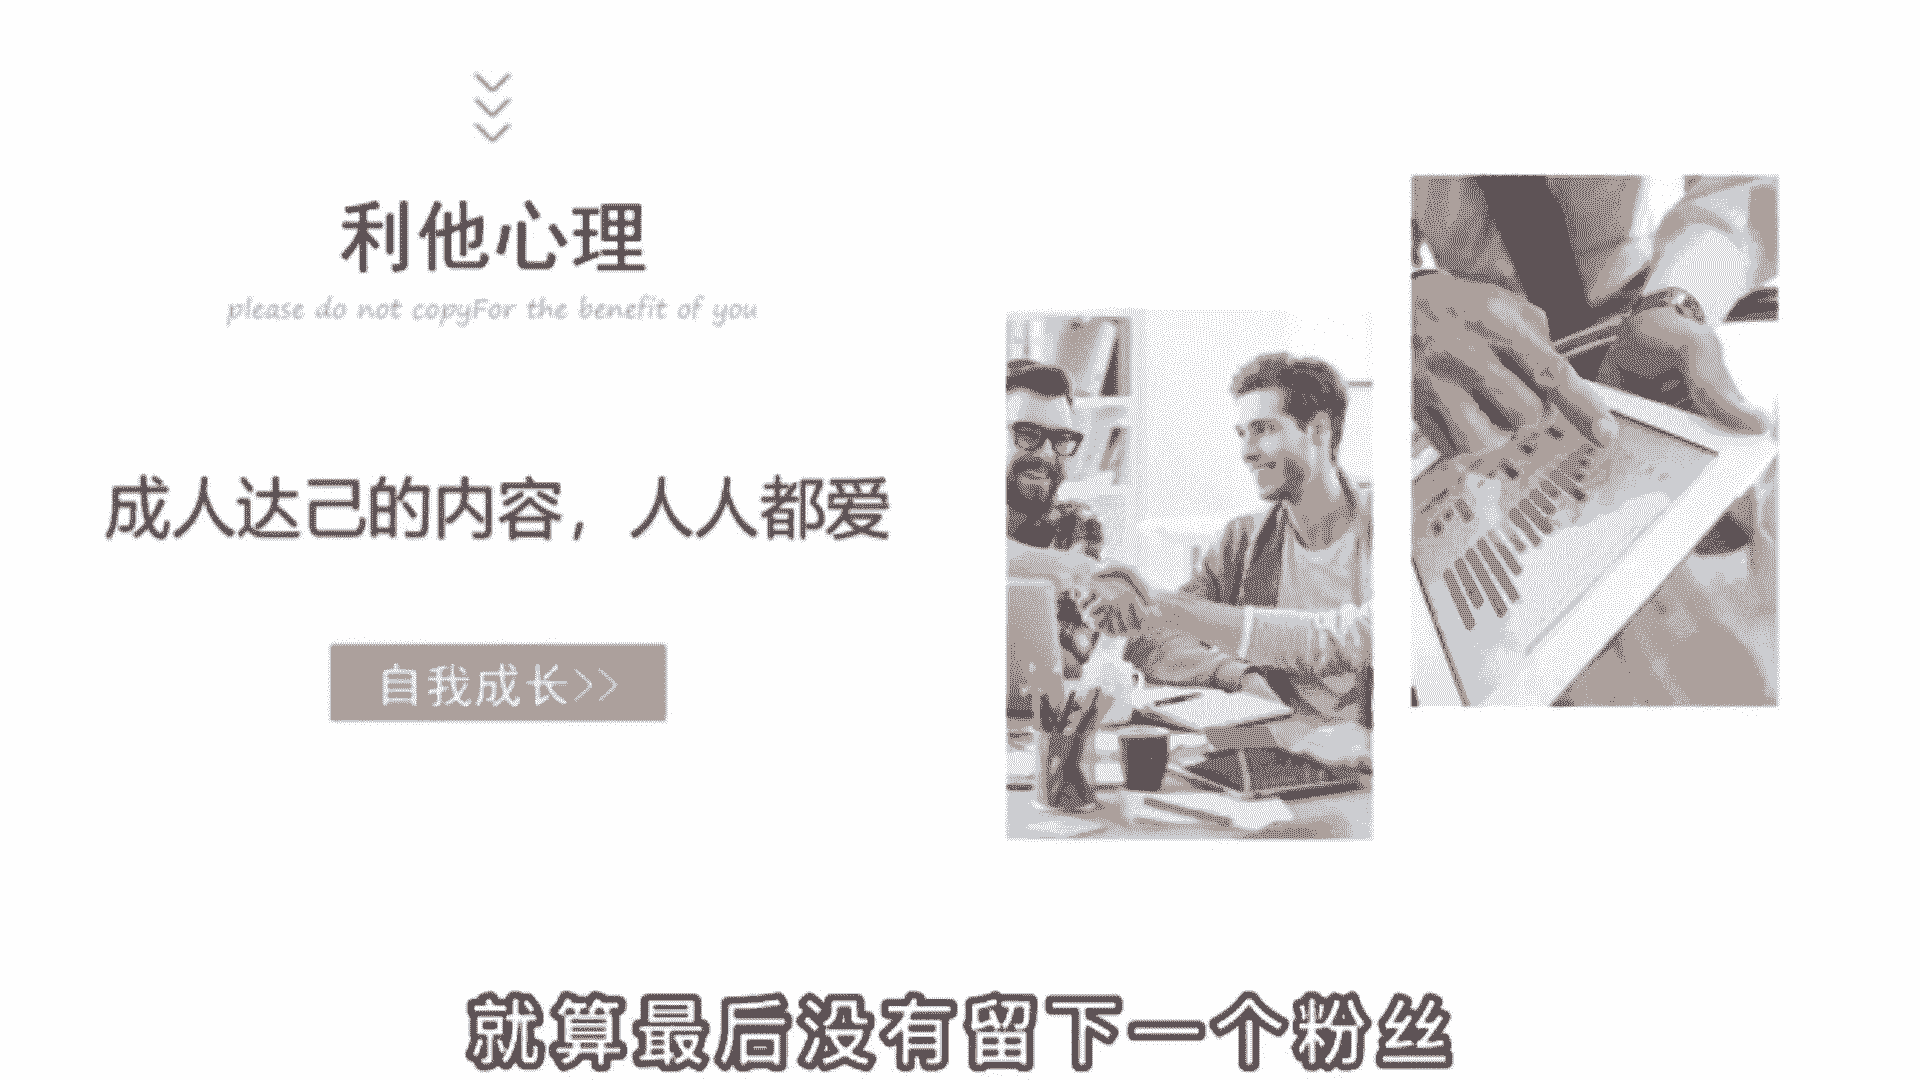 利他心理
please do not copyFor the benefit of you
成人达己的内容，人人都爱
自我成长>>
就算最后没有留下一个粉丝